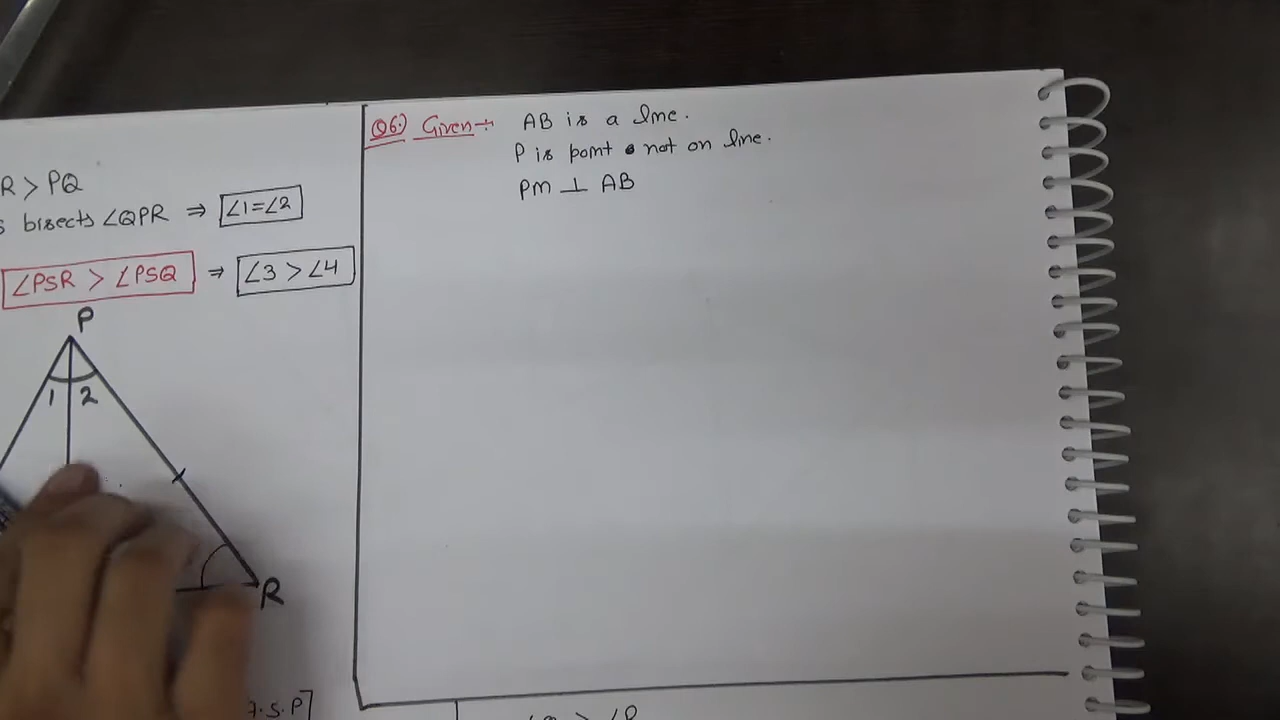 R > PQ
s bisects ∠QPR ⇒ ∠1=∠2
∠PSR > ∠PSQ ⇒ ∠3 > ∠4
P
1 2
R
A.S.P]
Q6.) Given:- AB is a line.
P is point not on line.
PM ⊥ AB